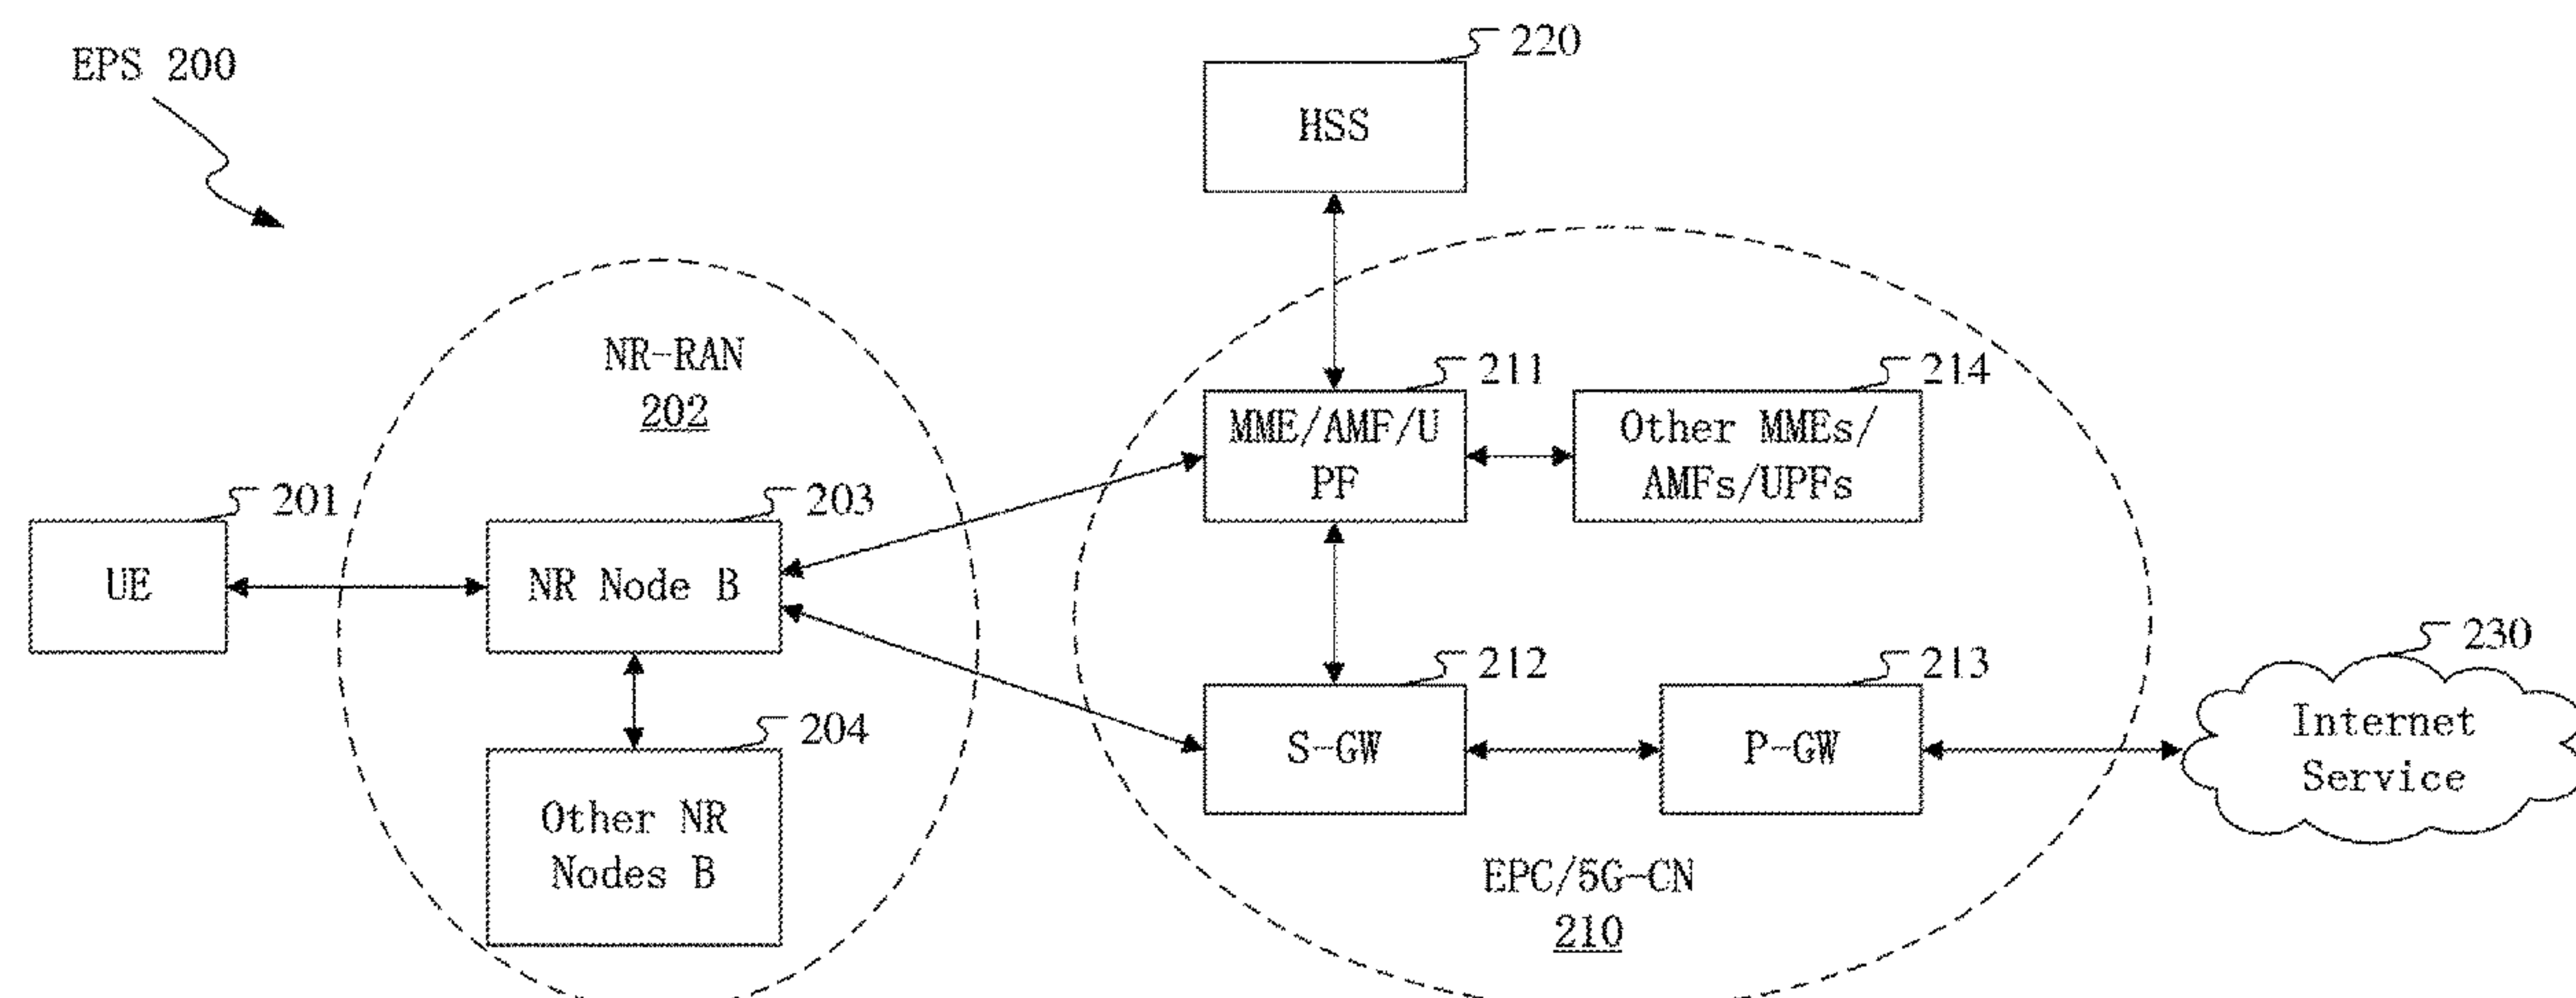 EPS 200
220
HSS
NR-RAN
202
211
MME/AMF/U
PF
214
Other MMEs/
AMFs/UPFs
201
UE
203
NR Node B
204
Other NR
Nodes B
212
S-GW
213
P-GW
230
Internet
Service
EPC/5G-CN
210